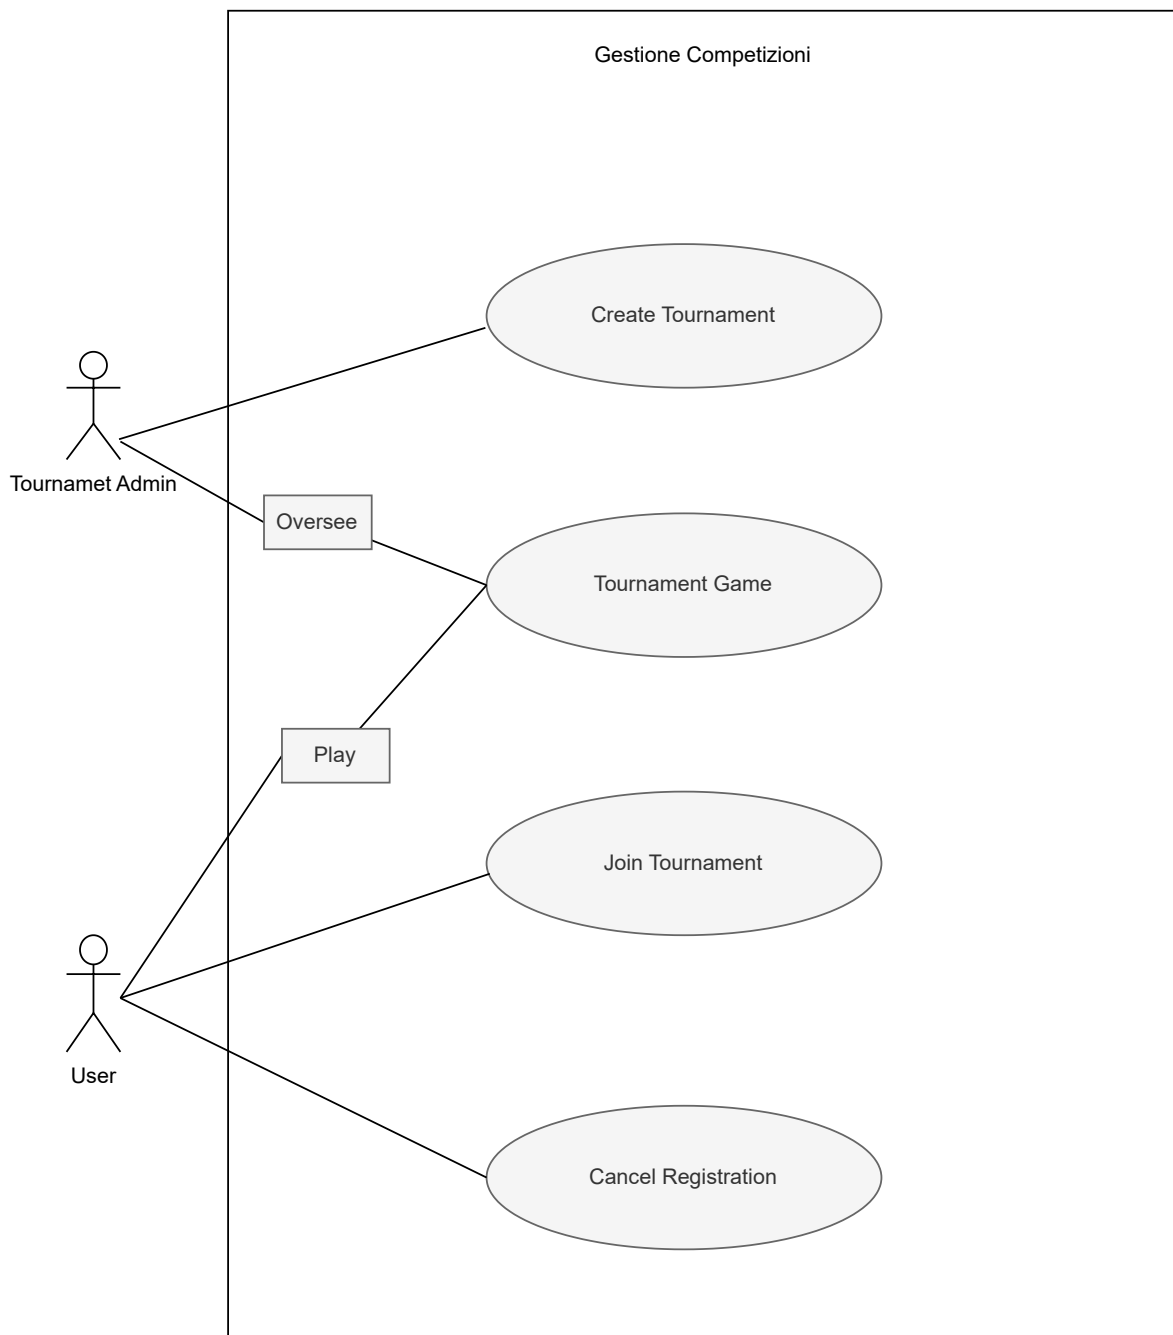 Gestione Competizioni
Create Tournament
Tournamet Admin
Oversee
Tournament Game
Play
Join Tournament
User
Cancel Registration